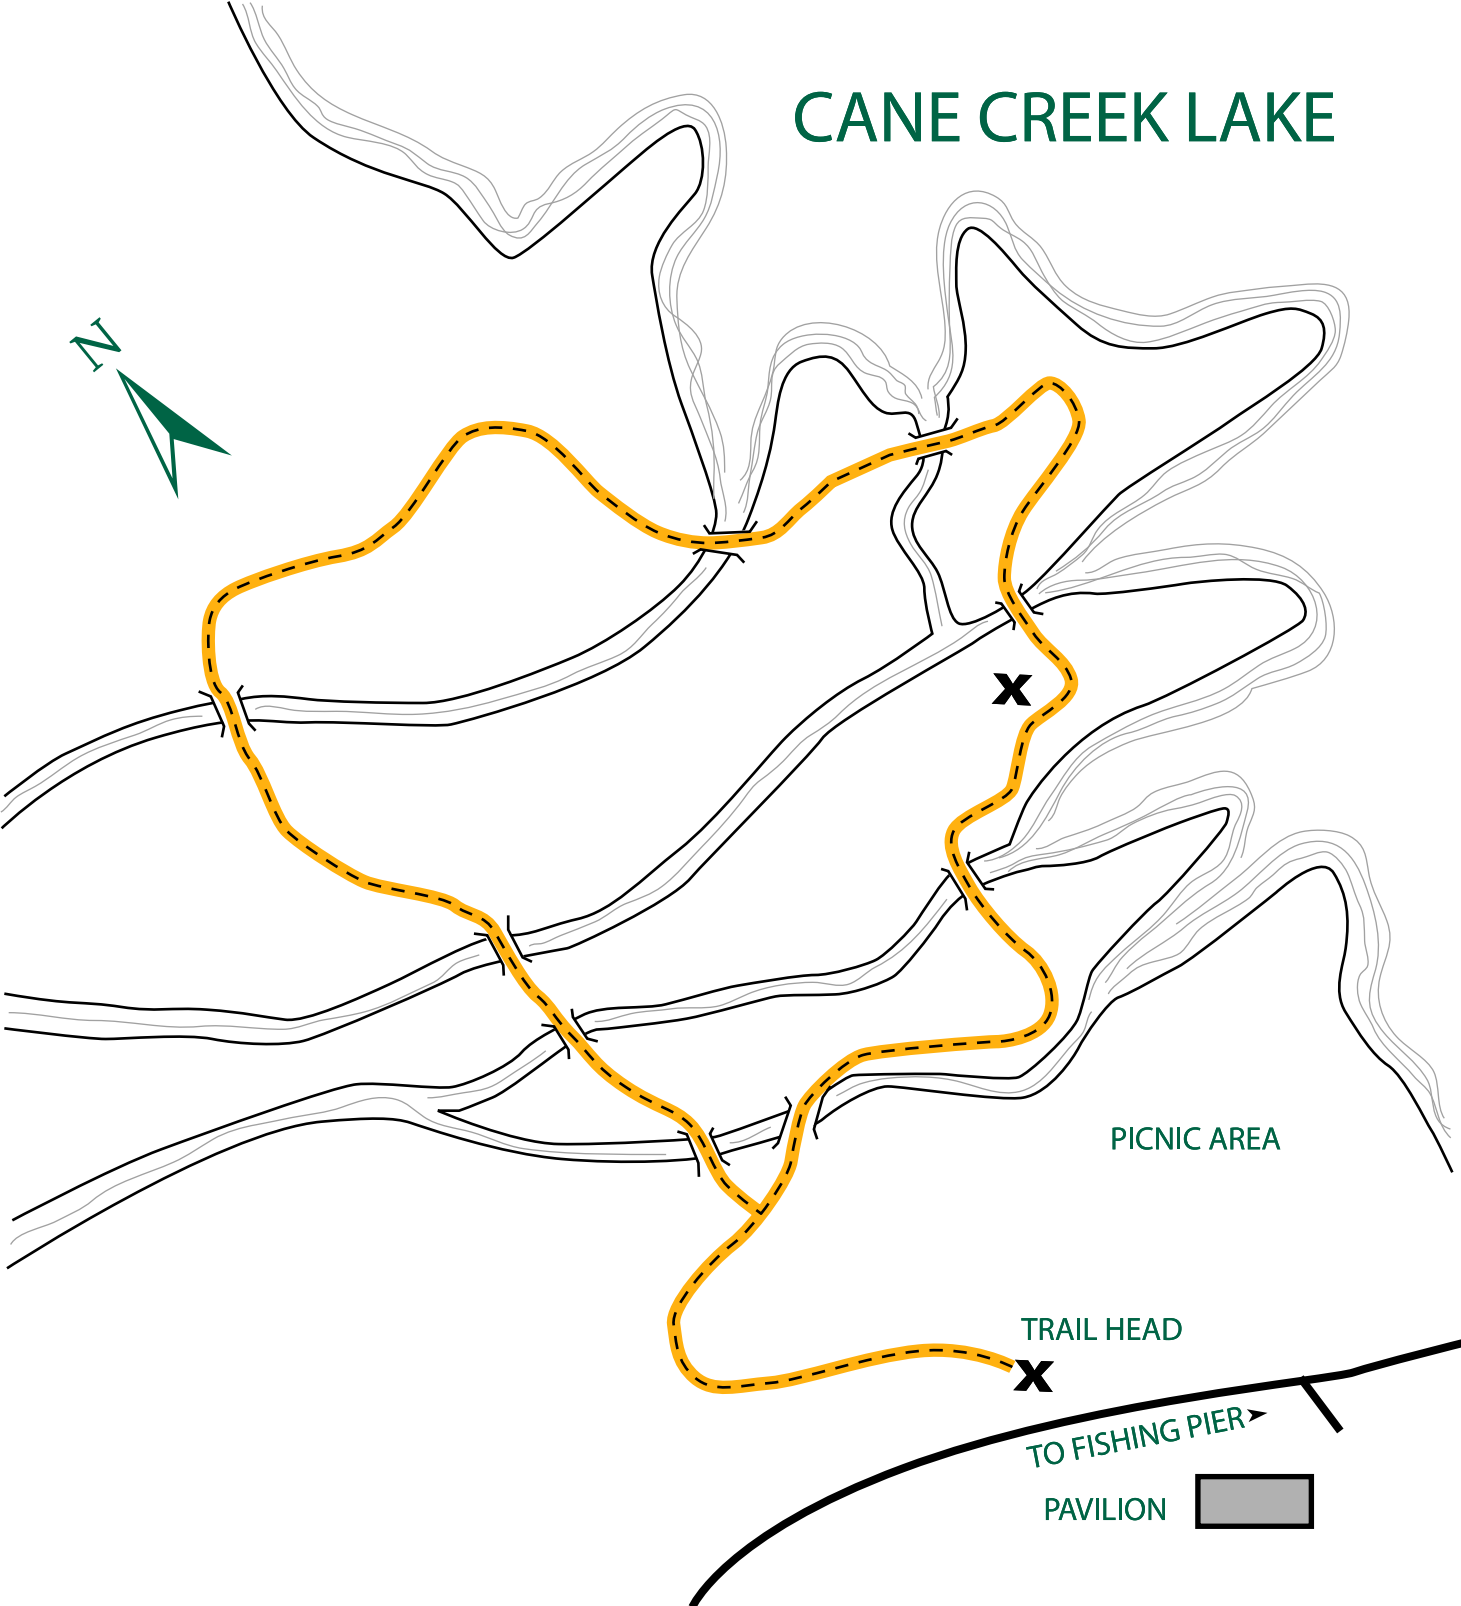 CANE CREEK LAKE
N
X
PICNIC AREA
TRAIL HEAD
X
TO FISHING PIER
PAVILION